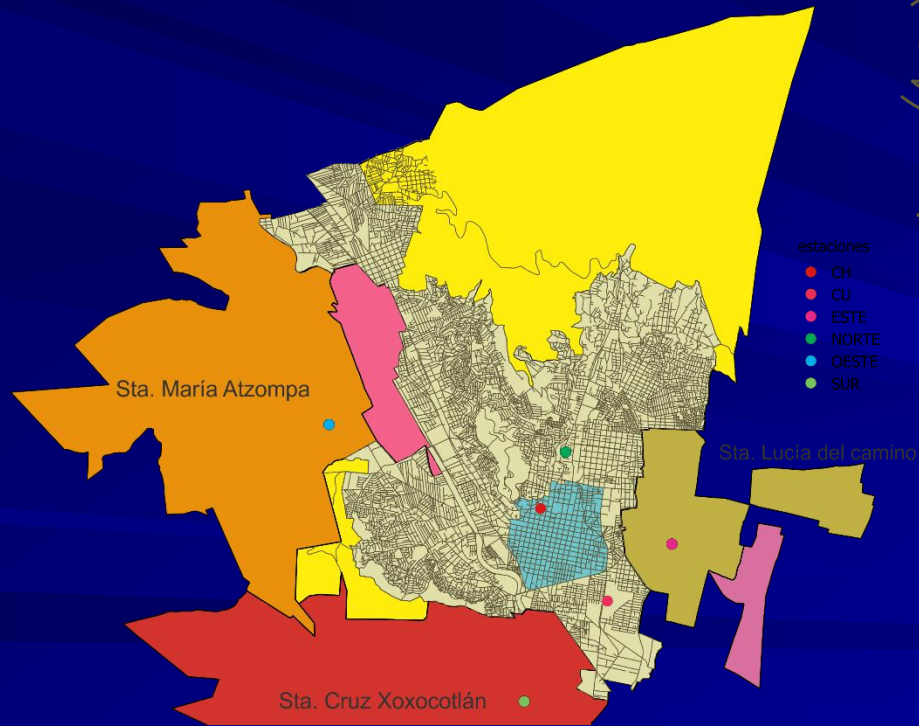 estaciones
CH
CU
ESTE
NORTE
OESTE
SUR
Sta. María Atzompa
Sta. Lucía del camino
Sta. Cruz Xoxocotlán